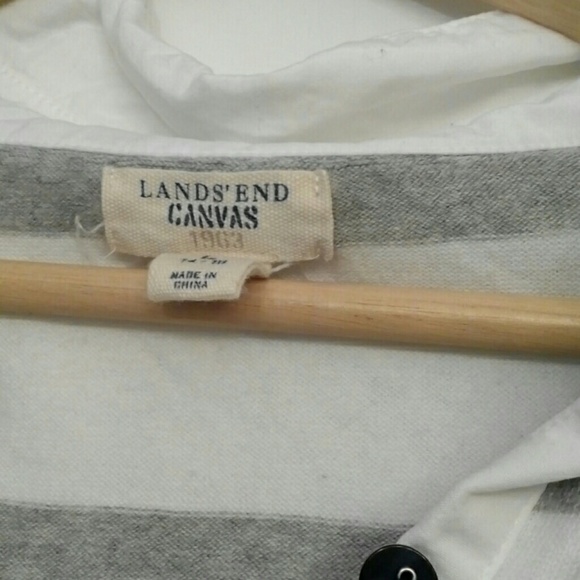 LANDS' END
CANVAS
1963
MADE IN
CHINA